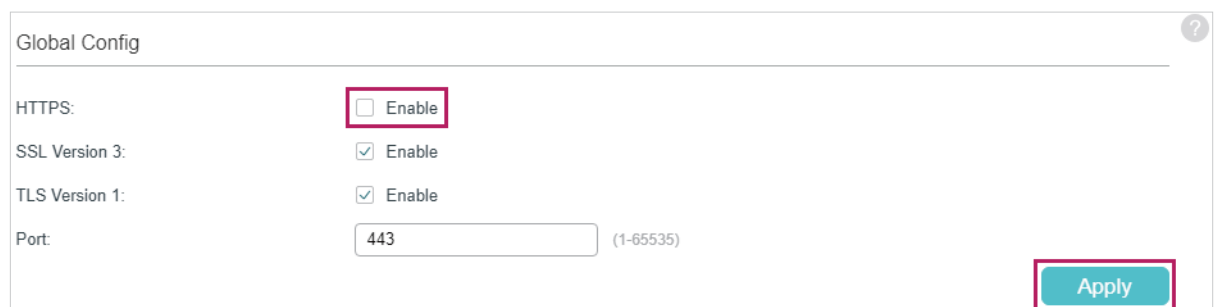 Global Config
?
HTTPS: Enable
SSL Version 3: Enable
TLS Version 1: Enable
Port: 443 (1-65535)
Apply